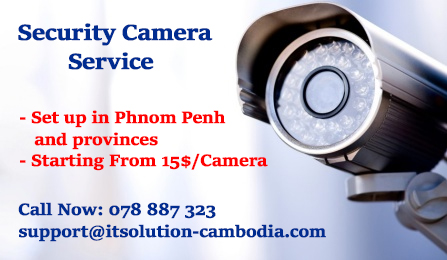 Security Camera
Service
- Set up in Phnom Penh
and provinces
- Starting From 15$/Camera
Call Now: 078 887 323
support@itsolution-cambodia.com